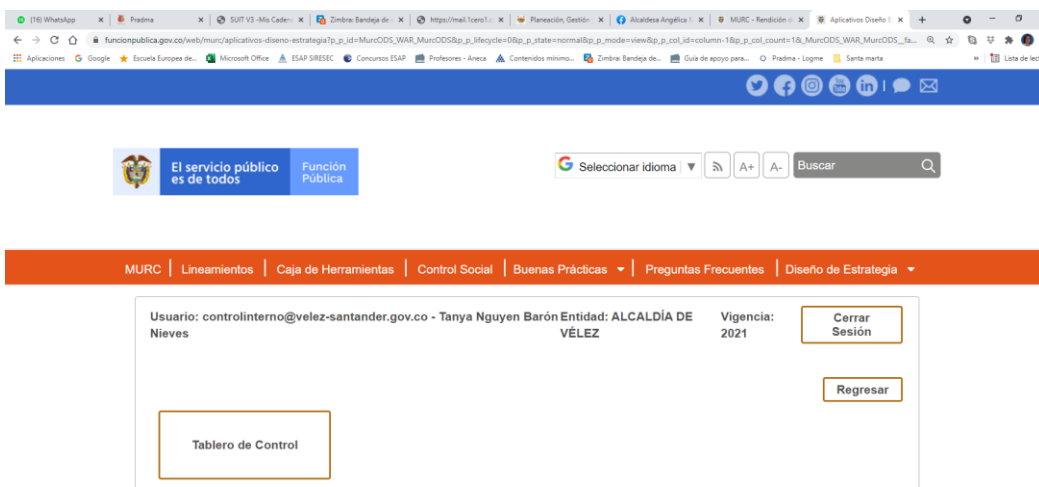 (16) WhatsApp
Pradma
SUIT V3 -Mis Caden
Zimbra: Bandeja de
https://mail.1cero1.c
Planeación, Gestión
Alcaldesa Angélica
MURC - Rendición d
Aplicativos Diseño E
funcionpublica.gov.co/web/murc/aplicativos-diseno-estrategia?p_p_id=MurcODS_WAR_MurcODS&p_p_lifecycle=0&p_p_state=normal&p_p_mode=view&p_p_col_id=column-1&p_p_col_count=1&_MurcODS_WAR_MurcODS__fa...
Aplicaciones
Google
Escuela Europea de...
Microsoft Office
ESAP SIRESEC
Concursos ESAP
Profesores - Aneca
Contenidos mínimo...
Zimbra: Bandeja de...
Guía de apoyo para...
Pradma - Logme
Santa marta
»
Lista de lect
You
Tube
in
El servicio público
es de todos
Función
Pública
G Seleccionar idioma ▼
A+
A-
Buscar
MURC | Lineamientos | Caja de Herramientas | Control Social | Buenas Prácticas | Preguntas Frecuentes | Diseño de Estrategia
Usuario: controlinterno@velez-santander.gov.co - Tanya Nguyen Barón
Nieves
Entidad: ALCALDÍA DE
VÉLEZ
Vigencia:
2021
Cerrar
Sesión
Regresar
Tablero de Control